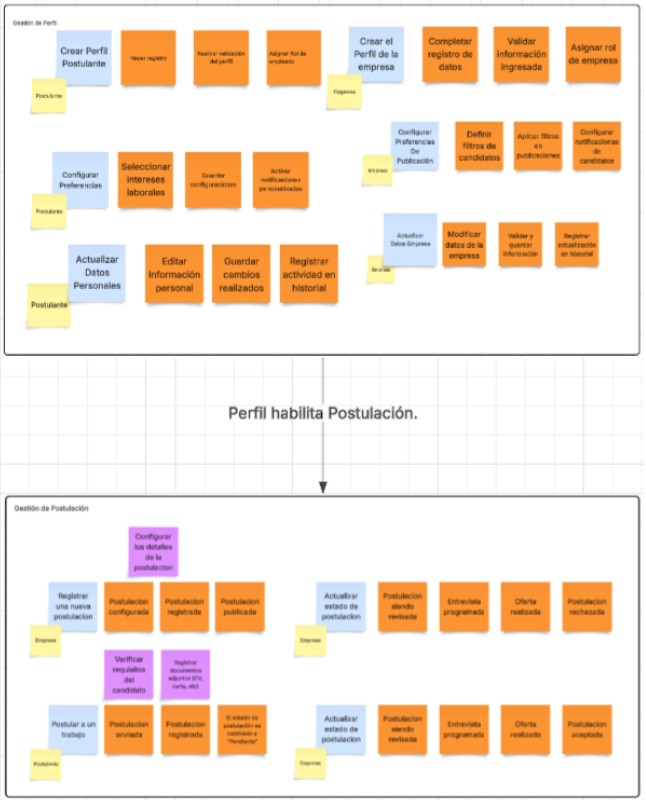 Gestión de Perfil
Crear Perfil
Postulante
Hacer registro
Realizar validación
del perfil
Asignar Rol de
empleado
Postulante
Crear el
Perfil de la
empresa
Completar
registro de
datos
Validar
información
ingresada
Asignar rol
de empresa
Empresa
Configurar
Preferencias
Seleccionar
intereses
laborales
Guardar
configuraciones
Activar
notificaciones
personalizadas
Postulante
Configurar
Preferencias De
Publicación
Definir
filtros de
candidatos
Aplicar filtros
en
publicaciones
Configurar
notificaciones de
candidatos
Empresa
Actualizar
Datos
Personales
Editar
información
personal
Guardar
cambios
realizados
Registrar
actividad en
historial
Postulante
Actualizar
Datos Empresa
Modificar
datos de la
empresa
Validar y
guardar
información
Registrar
actualización
en historial
Empresa
Perfil habilita Postulación.
Gestión de Postulación
Configurar
los detalles
de la
postulacion
Registrar
una nueva
postulacion
Postulacion
configurada
Postulacion
registrada
Postulacion
publicada
Empresa
Actualizar
estado de
postulacion
Postulacion
siendo
revisada
Entrevista
programada
Oferta
realizada
Postulacion
rechazada
Empresa
Verificar
requisitos
del
candidato
Registrar
documentos
adjuntos (CV,
carta, etc)
Postular a un
trabajo
Postulacion
enviada
Postulacion
registrada
El estado de
postulación es
cambiado a
"Pendiente"
Postulante
Actualizar
estado de
postulacion
Postulacion
siendo
revisada
Entrevista
programada
Oferta
realizada
Postulacion
aceptada
Empresa